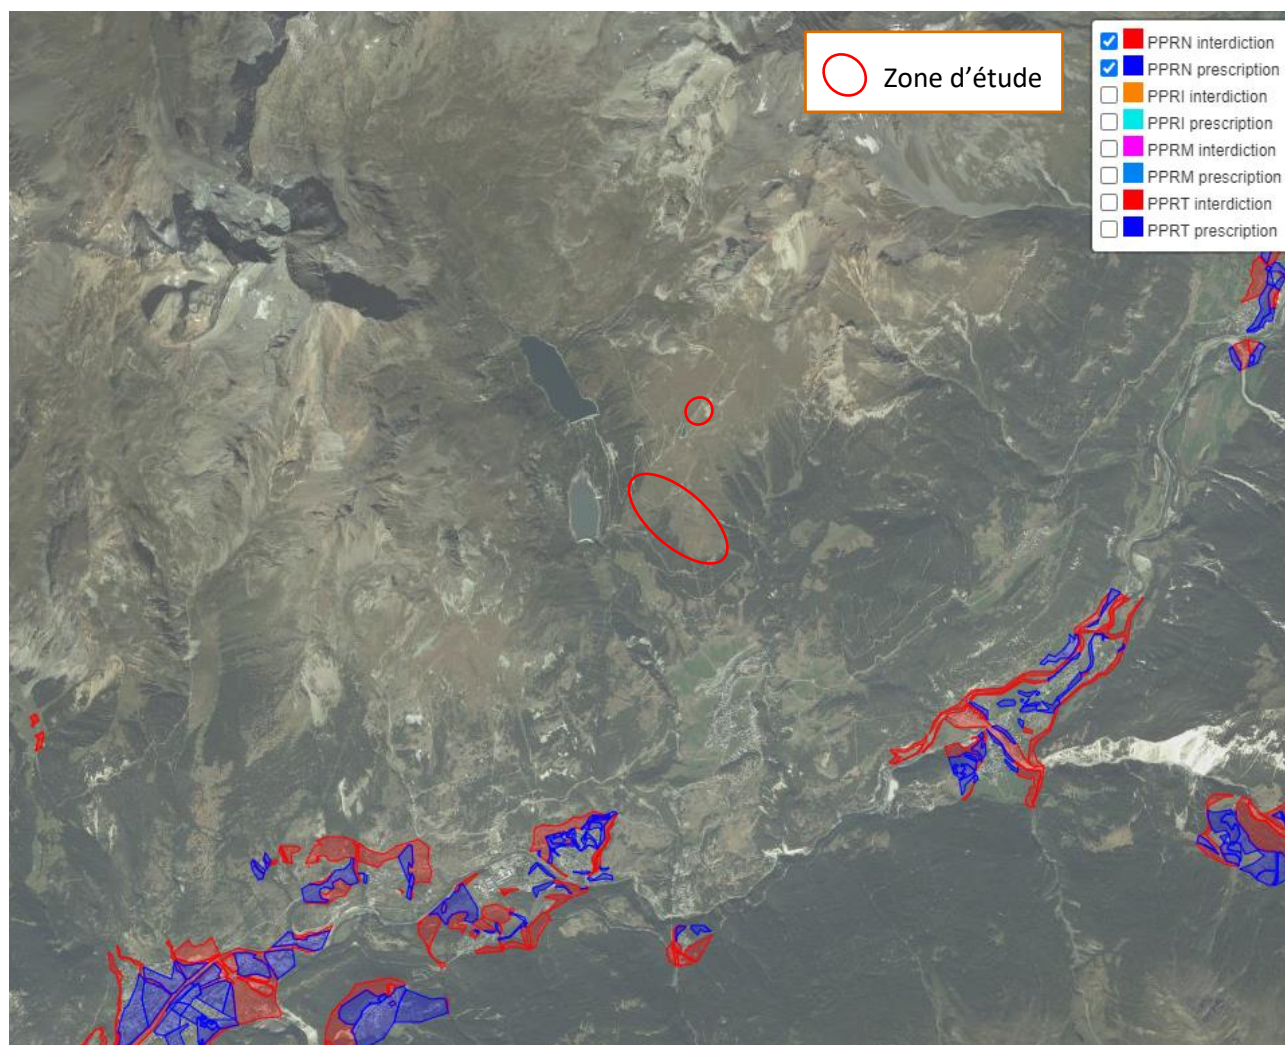 Zone d’étude
PPRN interdiction
PPRN prescription
PPRI interdiction
PPRI prescription
PPRM interdiction
PPRM prescription
PPRT interdiction
PPRT prescription